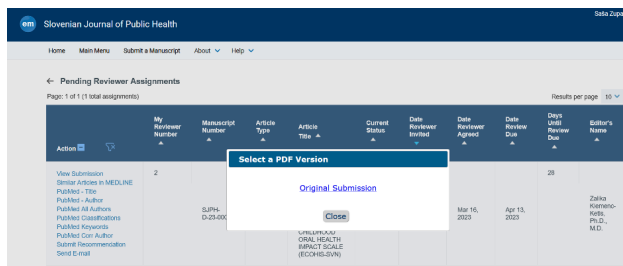 em
Slovenian Journal of Public Health
Saša Zupa
Home Main Menu Submit a Manuscript About Help
← Pending Reviewer Assignments
Page: 1 of 1 (1 total assignments)
Results per page 10
Action
My Reviewer Number
Manuscript Number
Article Type
Article Title
Current Status
Date Reviewer Invited
Date Reviewer Agreed
Date Review Due
Days Until Review Due
Editor's Name
Select a PDF Version
Original Submission
Close
View Submission
Similar Articles in MEDLINE
PubMed - Title
PubMed - Author
PubMed All Authors
PubMed Classifications
PubMed Keywords
PubMed Corr Author
Submit Recommendation
Send E-mail
2
SJPH-
D-23-000
CHILDHOOD
ORAL HEALTH
IMPACT SCALE
(ECOHIS-SVN)
Mar 16,
2023
Apr 13,
2023
28
Zalika
Klemenc-
Ketis,
Ph.D.,
M.D.